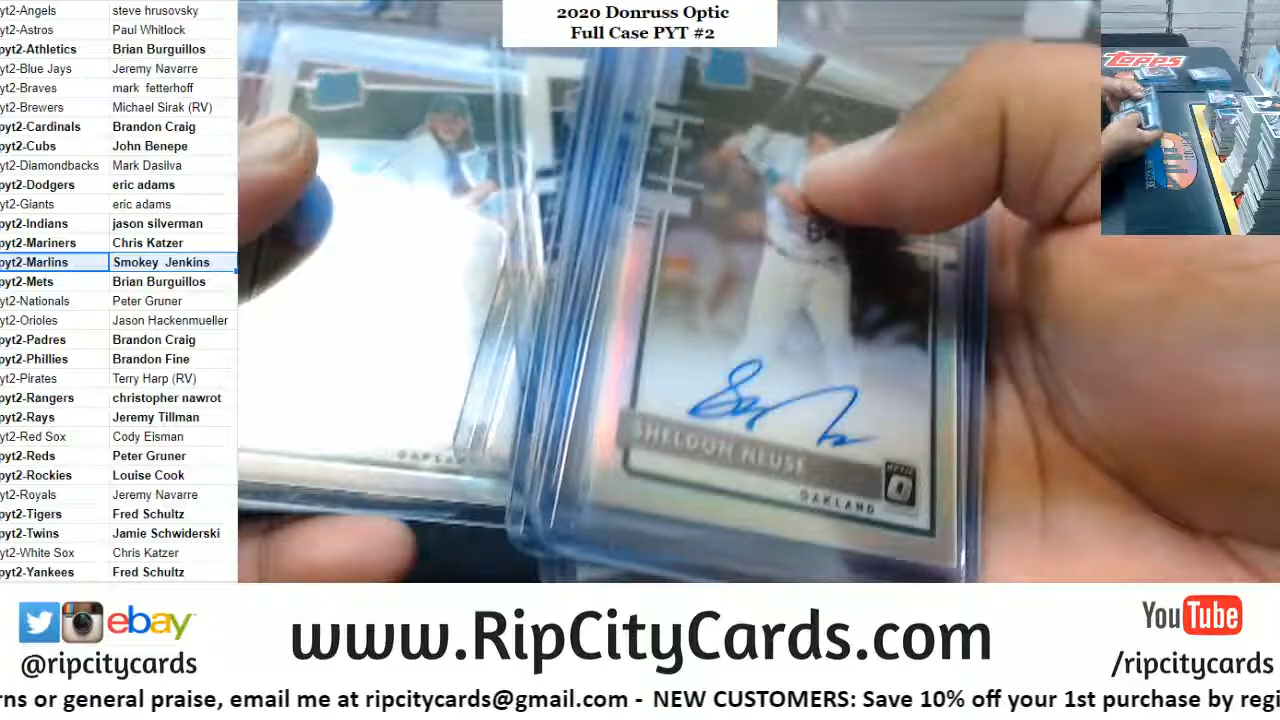 2020 Donruss Optic
Full Case PYT #2
yt2-Angels steve hrusovsky
yt2-Astros Paul Whitlock
pyt2-Athletics Brian Burguillos
yt2-Blue Jays Jeremy Navarre
yt2-Braves mark fetterhoff
yt2-Brewers Michael Sirak (RV)
pyt2-Cardinals Brandon Craig
pyt2-Cubs John Benepe
yt2-Diamondbacks Mark Dasilva
pyt2-Dodgers eric adams
yt2-Giants eric adams
pyt2-Indians jason silverman
pyt2-Mariners Chris Katzer
pyt2-Marlins Smokey Jenkins
pyt2-Mets Brian Burguillos
yt2-Nationals Peter Gruner
yt2-Orioles Jason Hackenmueller
pyt2-Padres Brandon Craig
pyt2-Phillies Brandon Fine
yt2-Pirates Terry Harp (RV)
pyt2-Rangers christopher nawrot
pyt2-Rays Jeremy Tillman
yt2-Red Sox Cody Elsman
pyt2-Reds Peter Gruner
pyt2-Rockies Louise Cook
yt2-Royals Jeremy Navarre
pyt2-Tigers Fred Schultz
pyt2-Twins Jamie Schwiderski
yt2-White Sox Chris Katzer
pyt2-Yankees Fred Schultz
topps
SHELDON NEUSE
OAKLAND
ebay
@ripcitycards
www.RipCityCards.com
YouTube
/ripcitycards
rns or general praise, email me at ripcitycards@gmail.com - NEW CUSTOMERS: Save 10% off your 1st purchase by regi